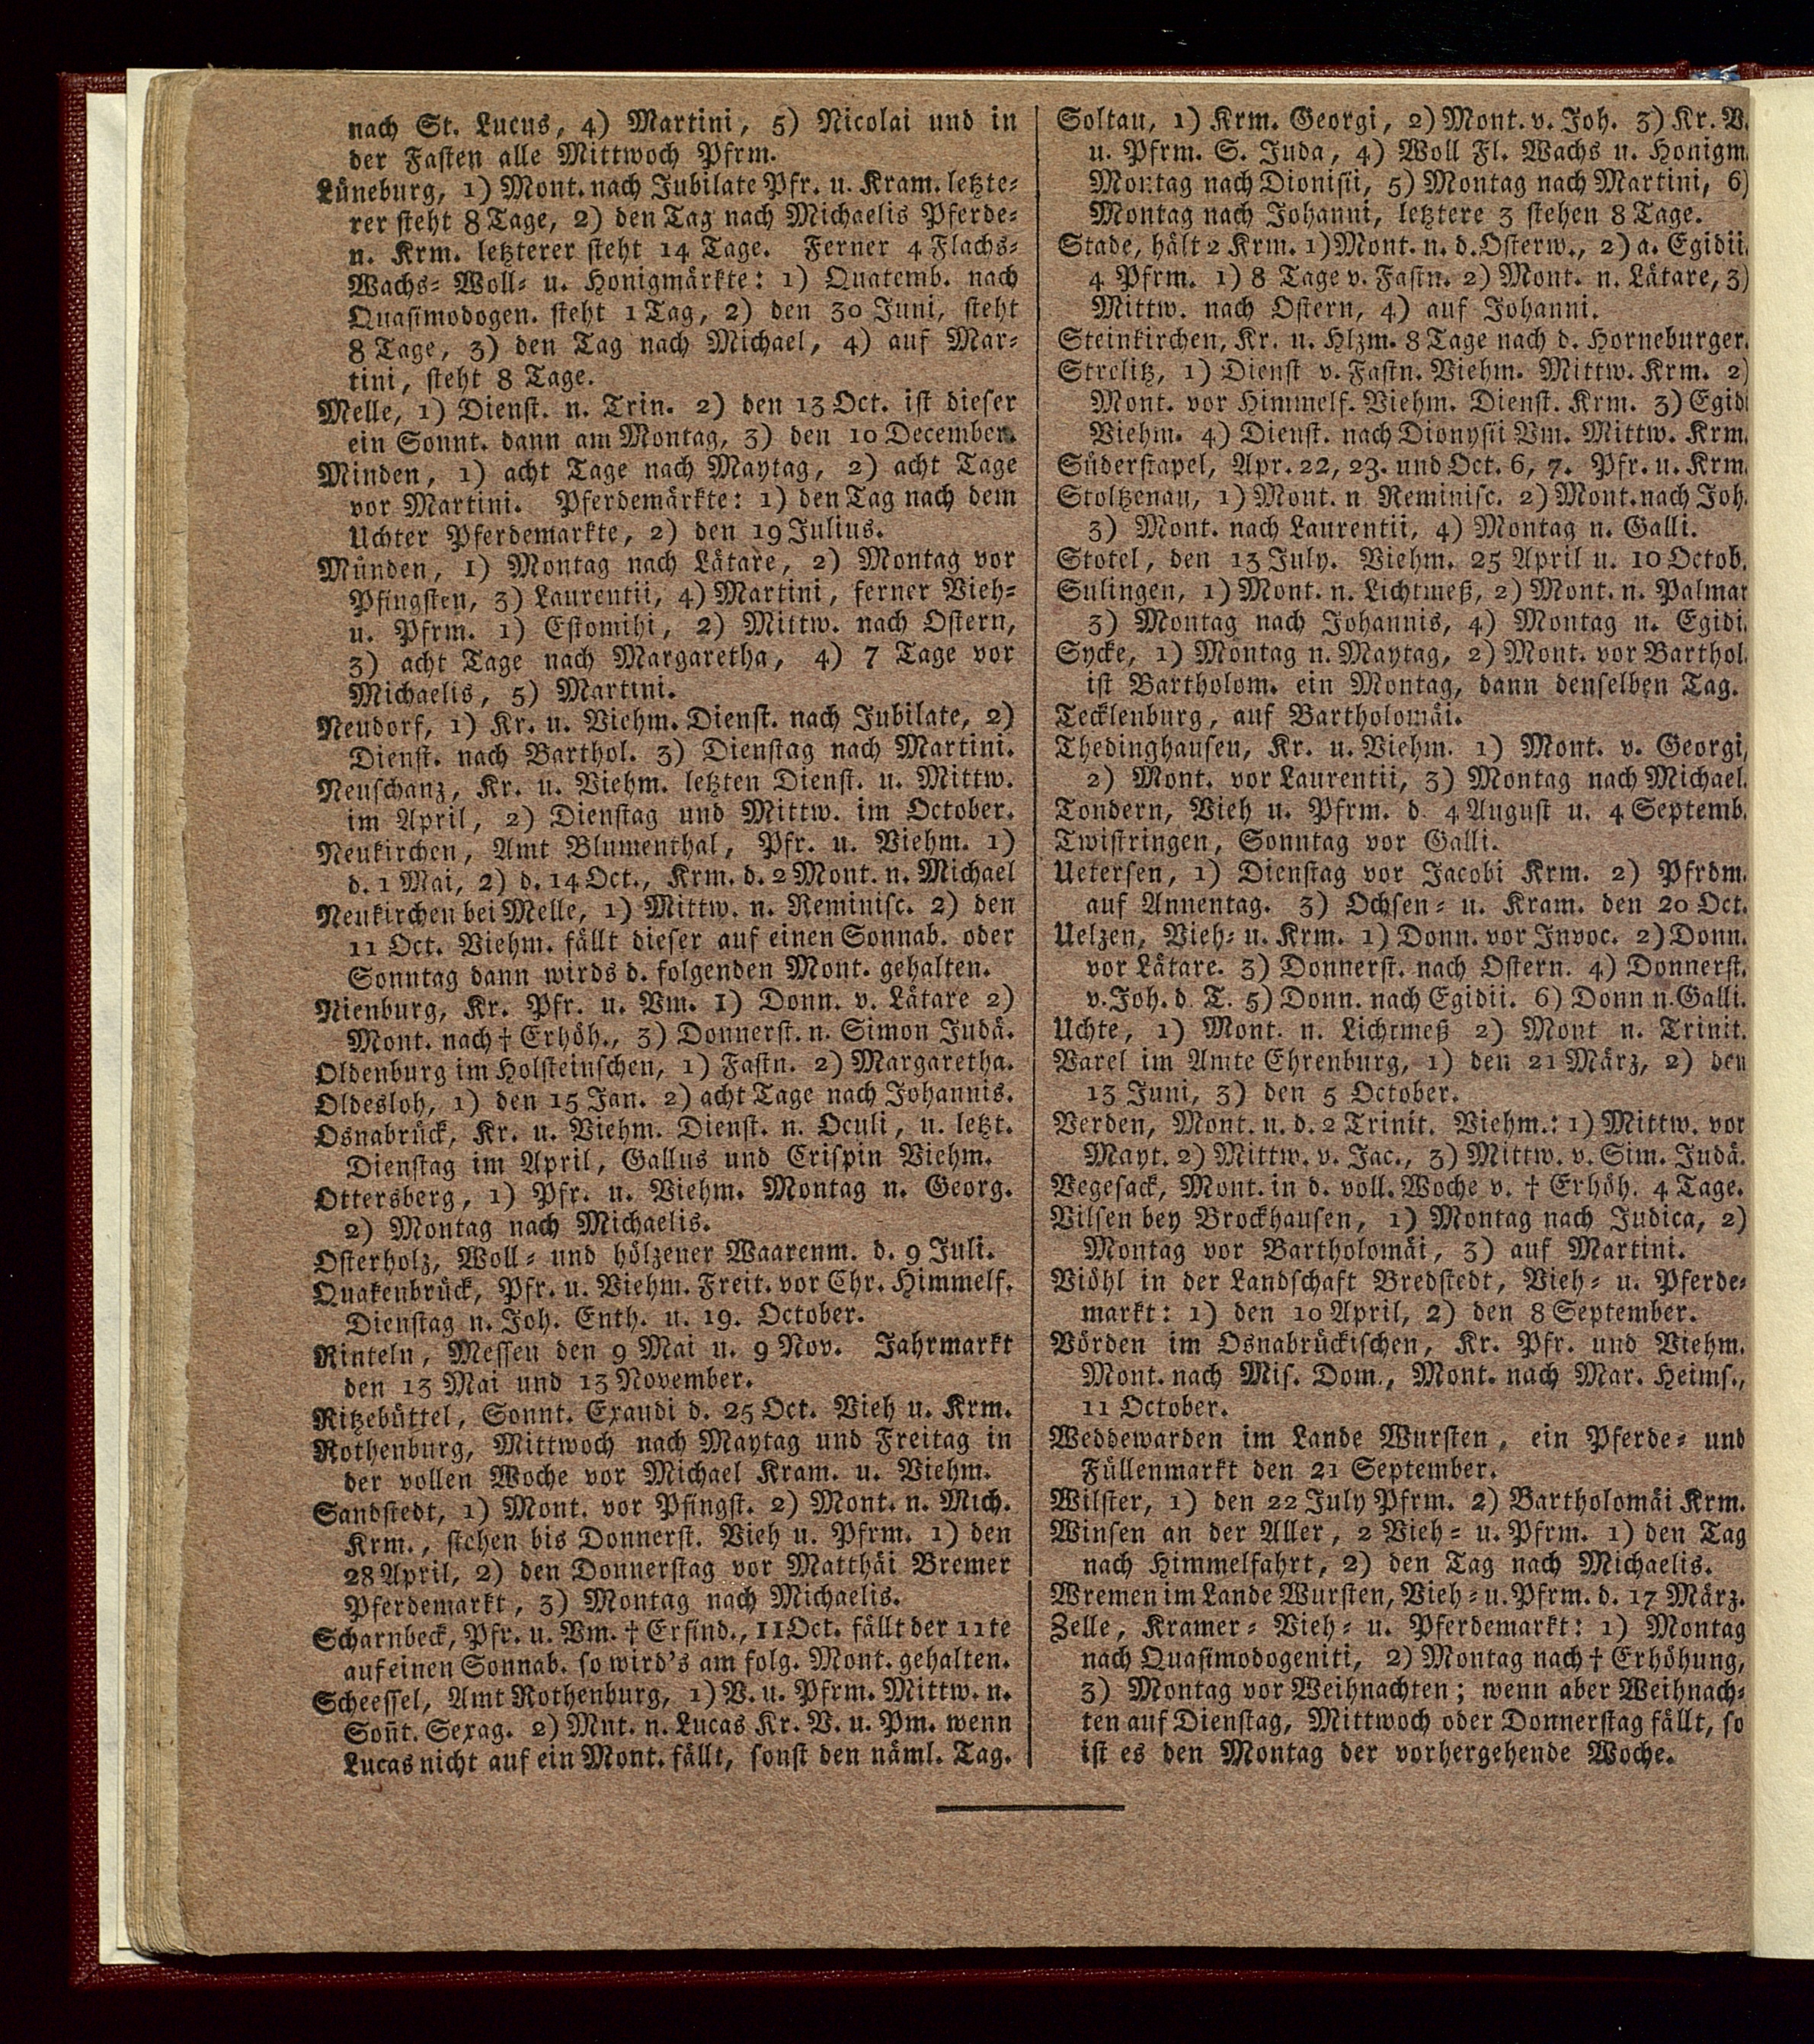 nach St. Lucus, 4) Martini, 5) Nicolai und in
der Fasten alle Mittwoch Pfrm.
Lüneburg, 1) Mont. nach Jubilate Pfr. u. Kram. letzte⸗
rer steht 8 Tage, 2) den Tag nach Michaelis Pferde⸗
u. Krm. letzterer steht 14 Tage. Ferner 4 Flachs⸗
Wachs⸗ Woll⸗ u. Honigmärkte: 1) Quatemb. nach
Quasimodogen. steht 1 Tag, 2) den 30 Juni, steht
8 Tage, 3) den Tag nach Michael, 4) auf Mar⸗
tini, steht 8 Tage.
Melle, 1) Dienst. n. Trin. 2) den 13 Oct. ist dieser
ein Sonnt. dann am Montag, 3) den 10 December.
Minden, 1) acht Tage nach Maytag, 2) acht Tage
vor Martini. Pferdemärkte: 1) den Tag nach dem
Uchter Pferdemarkte, 2) den 19 Julius.
Münden, 1) Montag nach Lätare, 2) Montag vor
Pfingsten, 3) Laurentii, 4) Martini, ferner Vieh⸗
u. Pfrm. 1) Estomihi, 2) Mittw. nach Ostern,
3) acht Tage nach Margaretha, 4) 7 Tage vor
Michaelis, 5) Martini.
Neudorf, 1) Kr. u. Viehm. Dienst. nach Jubilate, 2)
Dienst. nach Barthol. 3) Dienstag nach Martini.
Neuschanz, Kr. u. Viehm. letzten Dienst. u. Mittw.
im April, 2) Dienstag und Mittw. im October.
Neukirchen, Amt Blumenthal, Pfr. u. Viehm. 1)
d. 1 Mai, 2) d. 14 Oct., Krm. d. 2 Mont. n. Michael
Neukirchen bei Melle, 1) Mittw. n. Reminisc. 2) den
11 Oct. Viehm. fällt dieser auf einen Sonnab. oder
Sonntag dann wirds d. folgenden Mont. gehalten.
Nienburg, Kr. Pfr. u. Vm. 1) Donn. v. Lätare 2)
Mont. nach † Erhöh., 3) Donnerst. n. Simon Judä.
Oldenburg im Holsteinschen, 1) Fastn. 2) Margaretha.
Oldesloh, 1) den 15 Jan. 2) acht Tage nach Johannis.
Osnabrück, Kr. u. Viehm. Dienst. n. Oculi, u. letzt.
Dienstag im April, Gallus und Crispin Viehm.
Ottersberg, 1) Pfr. u. Viehm. Montag n. Georg.
2) Montag nach Michaelis.
Osterholz, Woll⸗ und hölzener Waarenm. d. 9 Juli.
Quakenbrück, Pfr. u. Viehm. Freit. vor Chr. Himmelf.
Dienstag n. Joh. Enth. u. 19. October.
Rinteln, Messen den 9 Mai u. 9 Nov. Jahrmarkt
den 13 Mai und 13 November.
Ritzebüttel, Sonnt. Exaudi d. 25 Oct. Vieh u. Krm.
Rothenburg, Mittwoch nach Maytag und Freitag in
der vollen Woche vor Michael Kram. u. Viehm.
Sandstedt, 1) Mont. vor Pfingst. 2) Mont. n. Mich.
Krm., stehen bis Donnerst. Vieh u. Pfrm. 1) den
28 April, 2) den Donnerstag vor Matthäi Bremer
Pferdemarkt, 3) Montag nach Michaelis.
Scharnbeck, Pfr. u. Vm. † Erfind., 11 Oct. fällt der 11te
auf einen Sonnab. so wird's am folg. Mont. gehalten.
Scheessel, Amt Rothenburg, 1) V. u. Pfrm. Mittw. n.
Soñt. Sexag. 2) Mnt. n. Lucas Kr. V. u. Pm. wenn
Lucas nicht auf ein Mont. fällt, sonst den näml. Tag.
Soltau, 1) Krm. Georgi, 2) Mont. v. Joh. 3) Kr. V.
u. Pfrm. S. Juda, 4) Woll Fl. Wachs u. Honigm.
Montag nach Dionisii, 5) Montag nach Martini, 6)
Montag nach Johanni, letztere 3 stehen 8 Tage.
Stade, hält 2 Krm. 1) Mont. n. d. Osterw., 2) a. Egidii.
4 Pfrm. 1) 8 Tage v. Fastn. 2) Mont. n. Lätare, 3)
Mittw. nach Ostern, 4) auf Johanni.
Steinkirchen, Kr. u. Hlzm. 8 Tage nach d. Horneburger.
Strelitz, 1) Dienst v. Fastn. Viehm. Mittw. Krm. 2)
Mont. vor Himmelf. Viehm. Dienst. Krm. 3) Egidi
Viehm. 4) Dienst. nach Dionysii Vm. Mittw. Krm.
Süderstapel, Apr. 22, 23. und Oct. 6, 7. Pfr. u. Krm.
Stoltzenau, 1) Mont. n Reminisc. 2) Mont. nach Joh.
3) Mont. nach Laurentii, 4) Montag n. Galli.
Stotel, den 13 July. Viehm. 25 April u. 10 Octob.
Sulingen, 1) Mont. n. Lichtmeß, 2) Mont. n. Palmar
3) Montag nach Johannis, 4) Montag n. Egidi.
Sycke, 1) Montag n. Maytag, 2) Mont. vor Barthol.
ist Bartholom. ein Montag, dann denselben Tag.
Tecklenburg, auf Bartholomäi.
Thedinghausen, Kr. u. Viehm. 1) Mont. v. Georgi,
2) Mont. vor Laurentii, 3) Montag nach Michael.
Tondern, Vieh u. Pfrm. d. 4 August u. 4 Septemb.
Twistringen, Sonntag vor Galli.
Uetersen, 1) Dienstag vor Jacobi Krm. 2) Pfrdm.
auf Annentag. 3) Ochsen⸗ u. Kram. den 20 Oct.
Uelzen, Vieh⸗ u. Krm. 1) Donn. vor Invoc. 2) Donn.
vor Lätare. 3) Donnerst. nach Ostern. 4) Donnerst.
v. Joh. d. T. 5) Donn. nach Egidii. 6) Donn n. Galli.
Uchte, 1) Mont. n. Lichtmeß 2) Mont n. Trinit.
Varel im Amte Ehrenburg, 1) den 21 März, 2) den
13 Juni, 3) den 5 October.
Verden, Mont. n. d. 2 Trinit. Viehm.: 1) Mittw. vor
Mayt. 2) Mittw. v. Jac., 3) Mittw. v. Sim. Judä.
Vegesack, Mont. in d. voll. Woche v. † Erhöh. 4 Tage.
Vilsen bey Brockhausen, 1) Montag nach Judica, 2)
Montag vor Bartholomäi, 3) auf Martini.
Viöhl in der Landschaft Bredstedt, Vieh⸗ u. Pferde⸗
markt: 1) den 10 April, 2) den 8 September.
Vörden im Osnabrückischen, Kr. Pfr. und Viehm.
Mont. nach Mis. Dom., Mont. nach Mar. Heims.,
11 October.
Weddewarden im Lande Wursten, ein Pferde⸗ und
Füllenmarkt den 21 September.
Wilster, 1) den 22 July Pfrm. 2) Bartholomäi Krm.
Winsen an der Aller, 2 Vieh⸗ u. Pfrm. 1) den Tag
nach Himmelfahrt, 2) den Tag nach Michaelis.
Wremen im Lande Wursten, Vieh⸗ u. Pfrm. d. 17 März.
Zelle, Kramer⸗ Vieh⸗ u. Pferdemarkt: 1) Montag
nach Quasimodogeniti, 2) Montag nach † Erhöhung,
3) Montag vor Weihnachten; wenn aber Weihnach⸗
ten auf Dienstag, Mittwoch oder Donnerstag fällt, so
ist es den Montag der vorhergehende Woche.